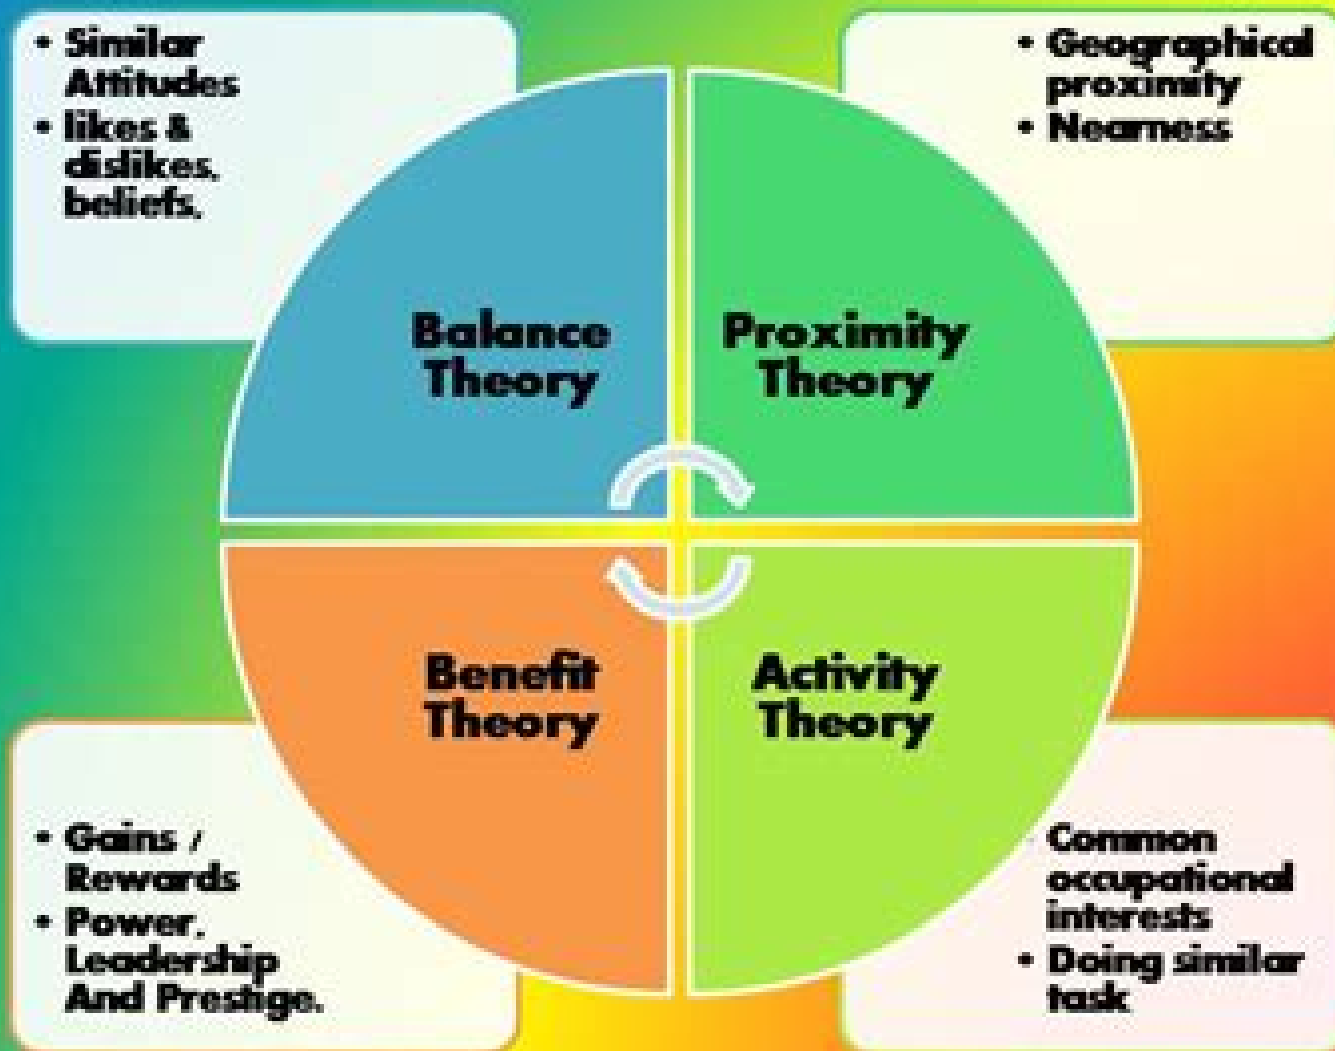 • Similar
Attitudes
• likes &
dislikes.
beliefs.
• Geographical
proximity
• Nearness
Balance
Theory
Proximity
Theory
Benefit
Theory
Activity
Theory
• Gains /
Rewards
• Power.
Leadership
And Prestige.
Common
occupational
interests
• Doing similar
task